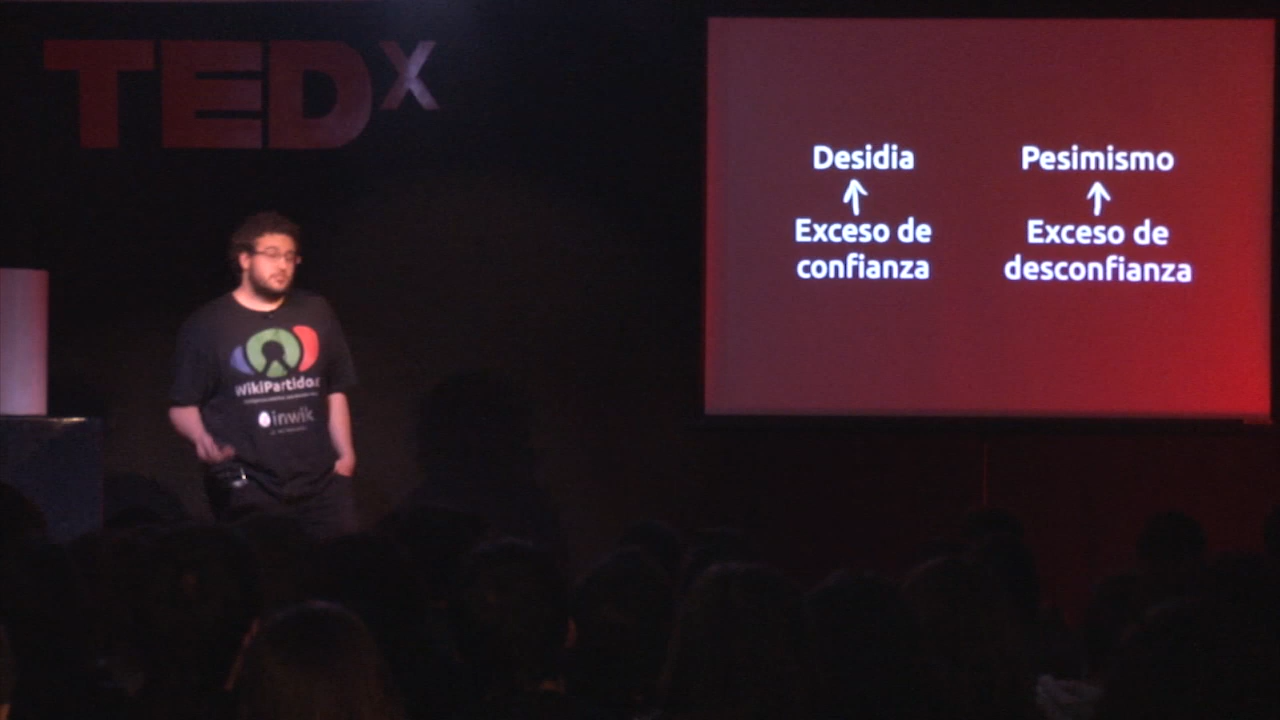 TEDx
Desidia
Exceso de
confianza
Pesimismo
Exceso de
desconfianza
WikiPartido
inwik